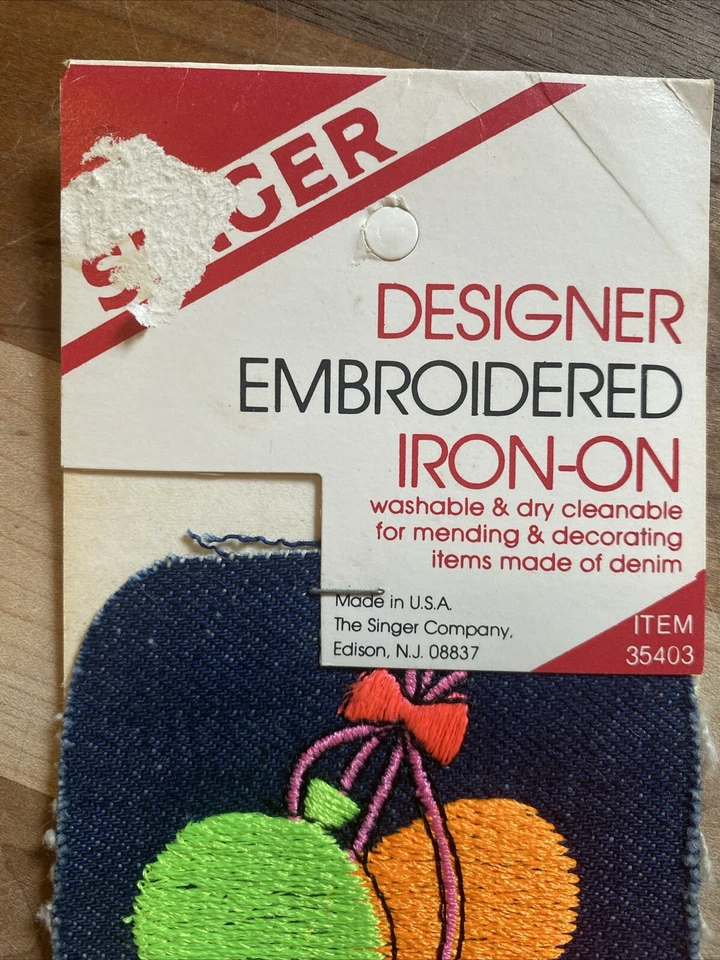 SINGER
DESIGNER
EMBROIDERED
IRON-ON
washable & dry cleanable
for mending & decorating
items made of denim
Made in U.S.A.
The Singer Company,
Edison, N.J. 08837
ITEM
35403